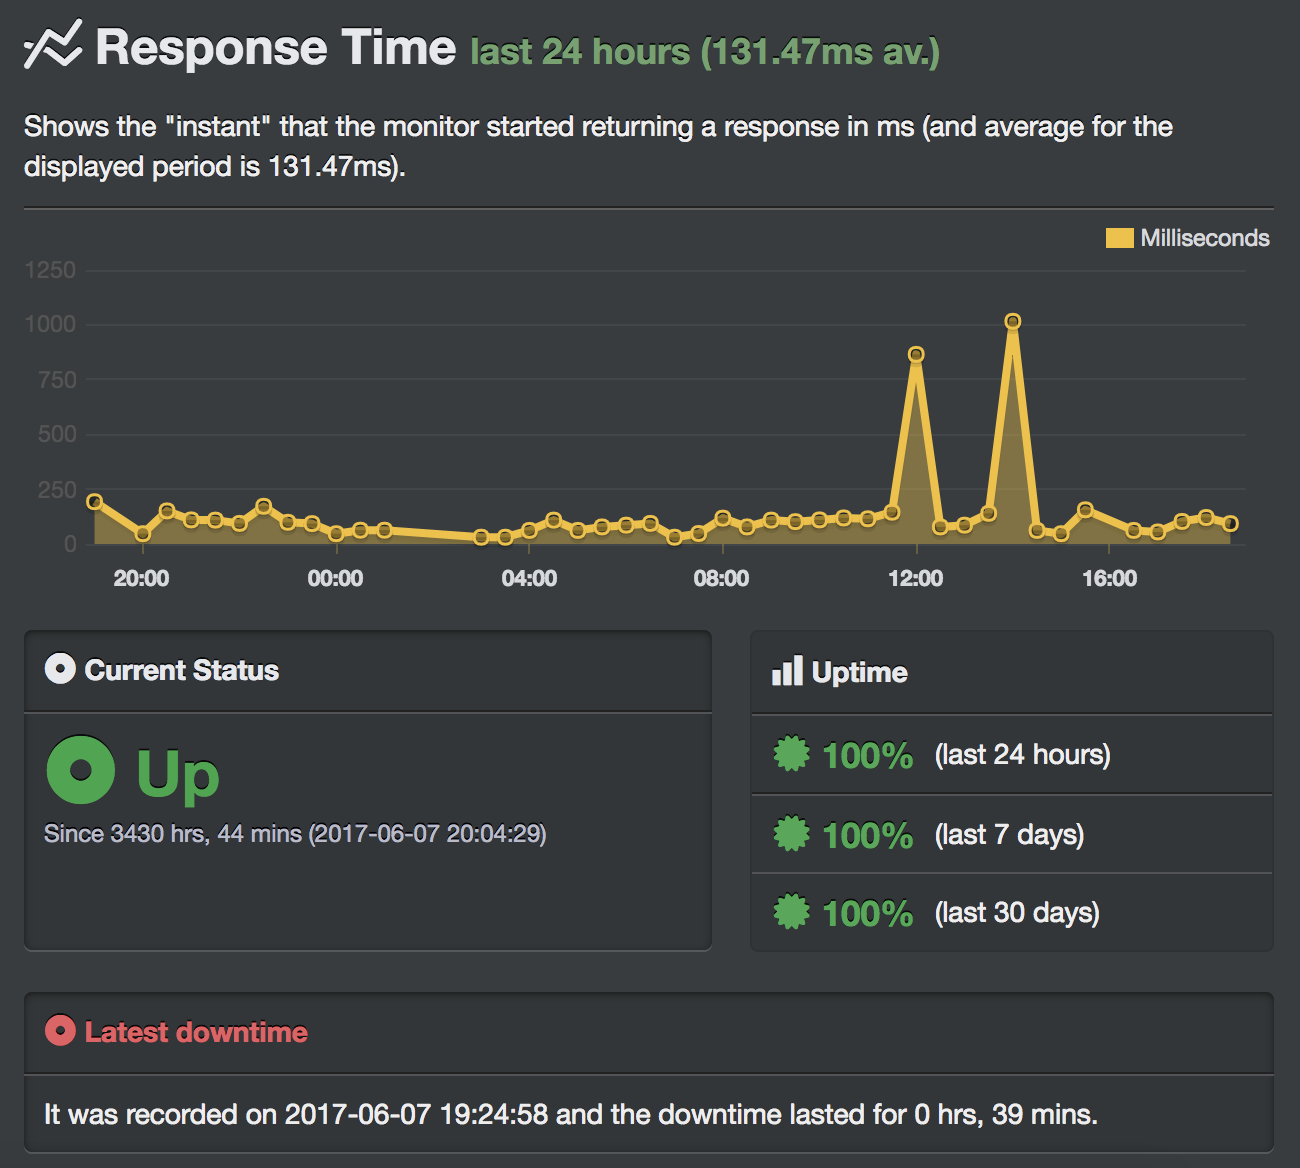 Response Time last 24 hours (131.47ms av.)
Shows the "instant" that the monitor started returning a response in ms (and average for the
displayed period is 131.47ms).
Milliseconds
1250
1000
750
500
250
0
20:00 00:00 04:00 08:00 12:00 16:00
Current Status
Up
Since 3430 hrs, 44 mins (2017-06-07 20:04:29)
Uptime
100% (last 24 hours)
100% (last 7 days)
100% (last 30 days)
Latest downtime
It was recorded on 2017-06-07 19:24:58 and the downtime lasted for 0 hrs, 39 mins.